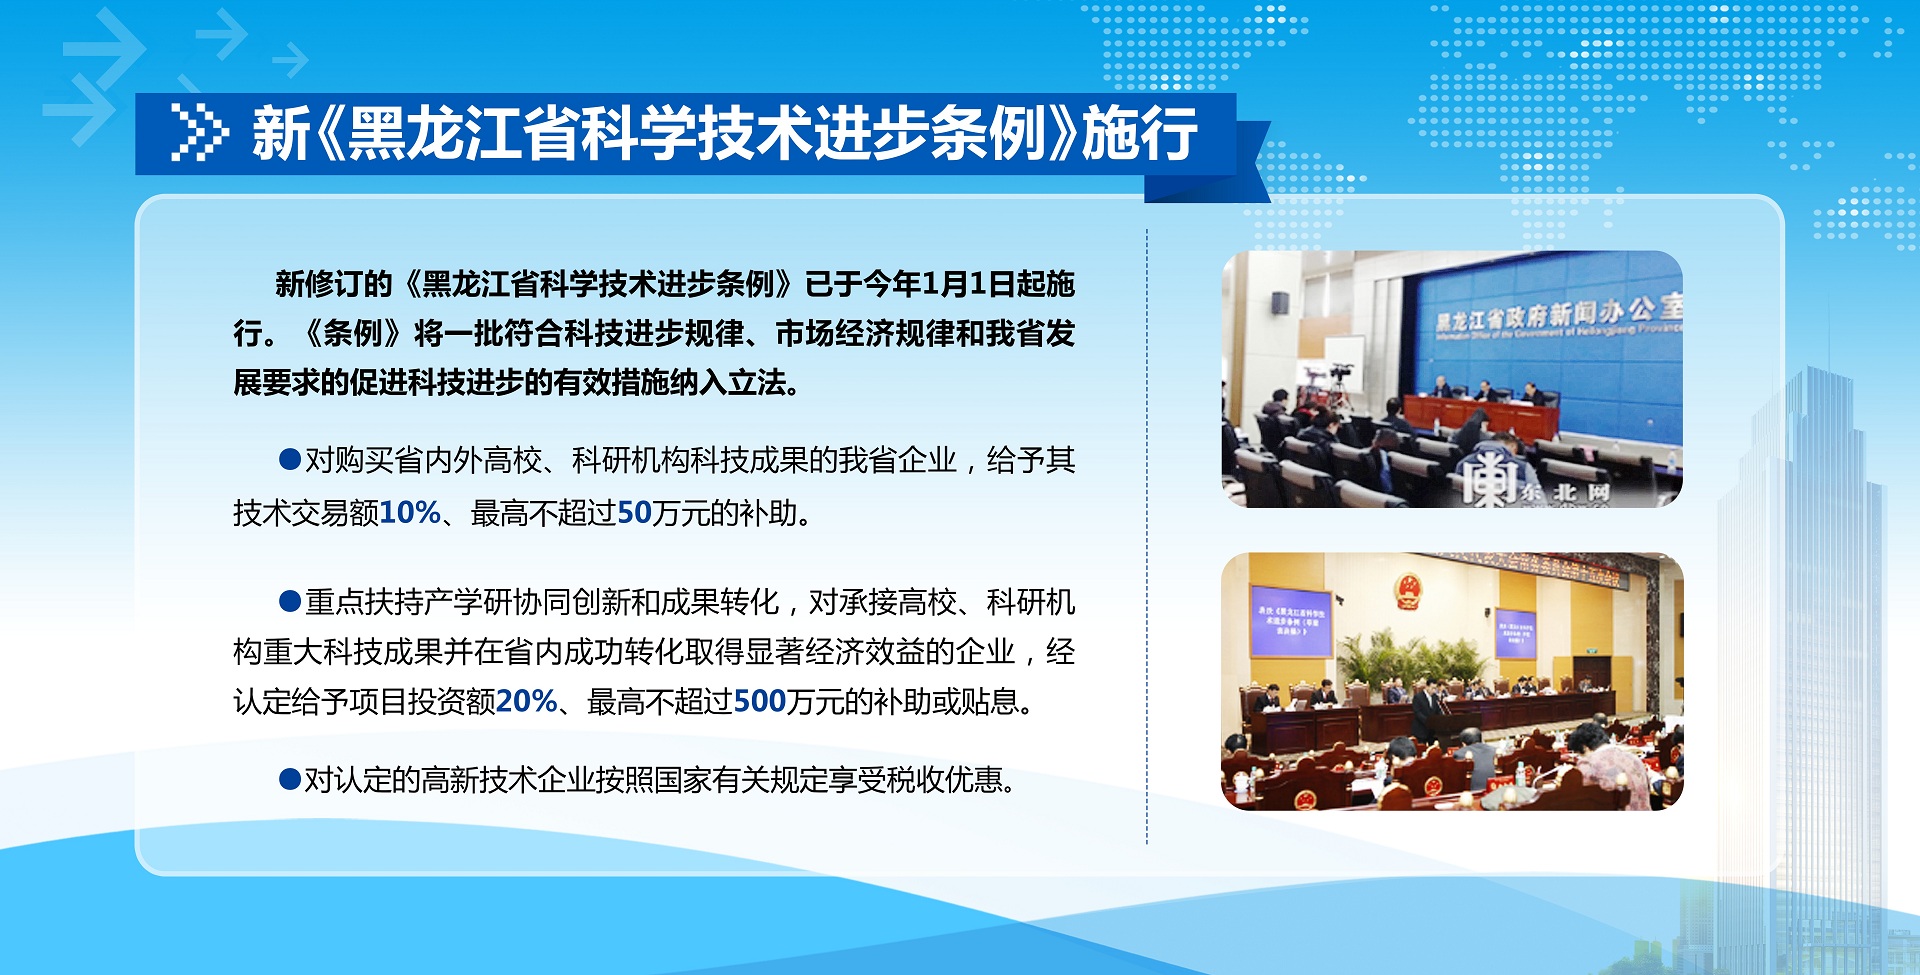 新《黑龙江省科学技术进步条例》施行
新修订的《黑龙江省科学技术进步条例》已于今年1月1日起施
行。《条例》将一批符合科技进步规律、市场经济规律和我省发
展要求的促进科技进步的有效措施纳入立法。
●对购买省内外高校、科研机构科技成果的我省企业，给予其
技术交易额10%、最高不超过50万元的补助。
●重点扶持产学研协同创新和成果转化，对承接高校、科研机
构重大科技成果并在省内成功转化取得显著经济效益的企业，经
认定给予项目投资额20%、最高不超过500万元的补助或贴息。
●对认定的高新技术企业按照国家有关规定享受税收优惠。
黑龙江省政府新闻办公室
Information Office of the Government of Heilongjiang Province
东北网